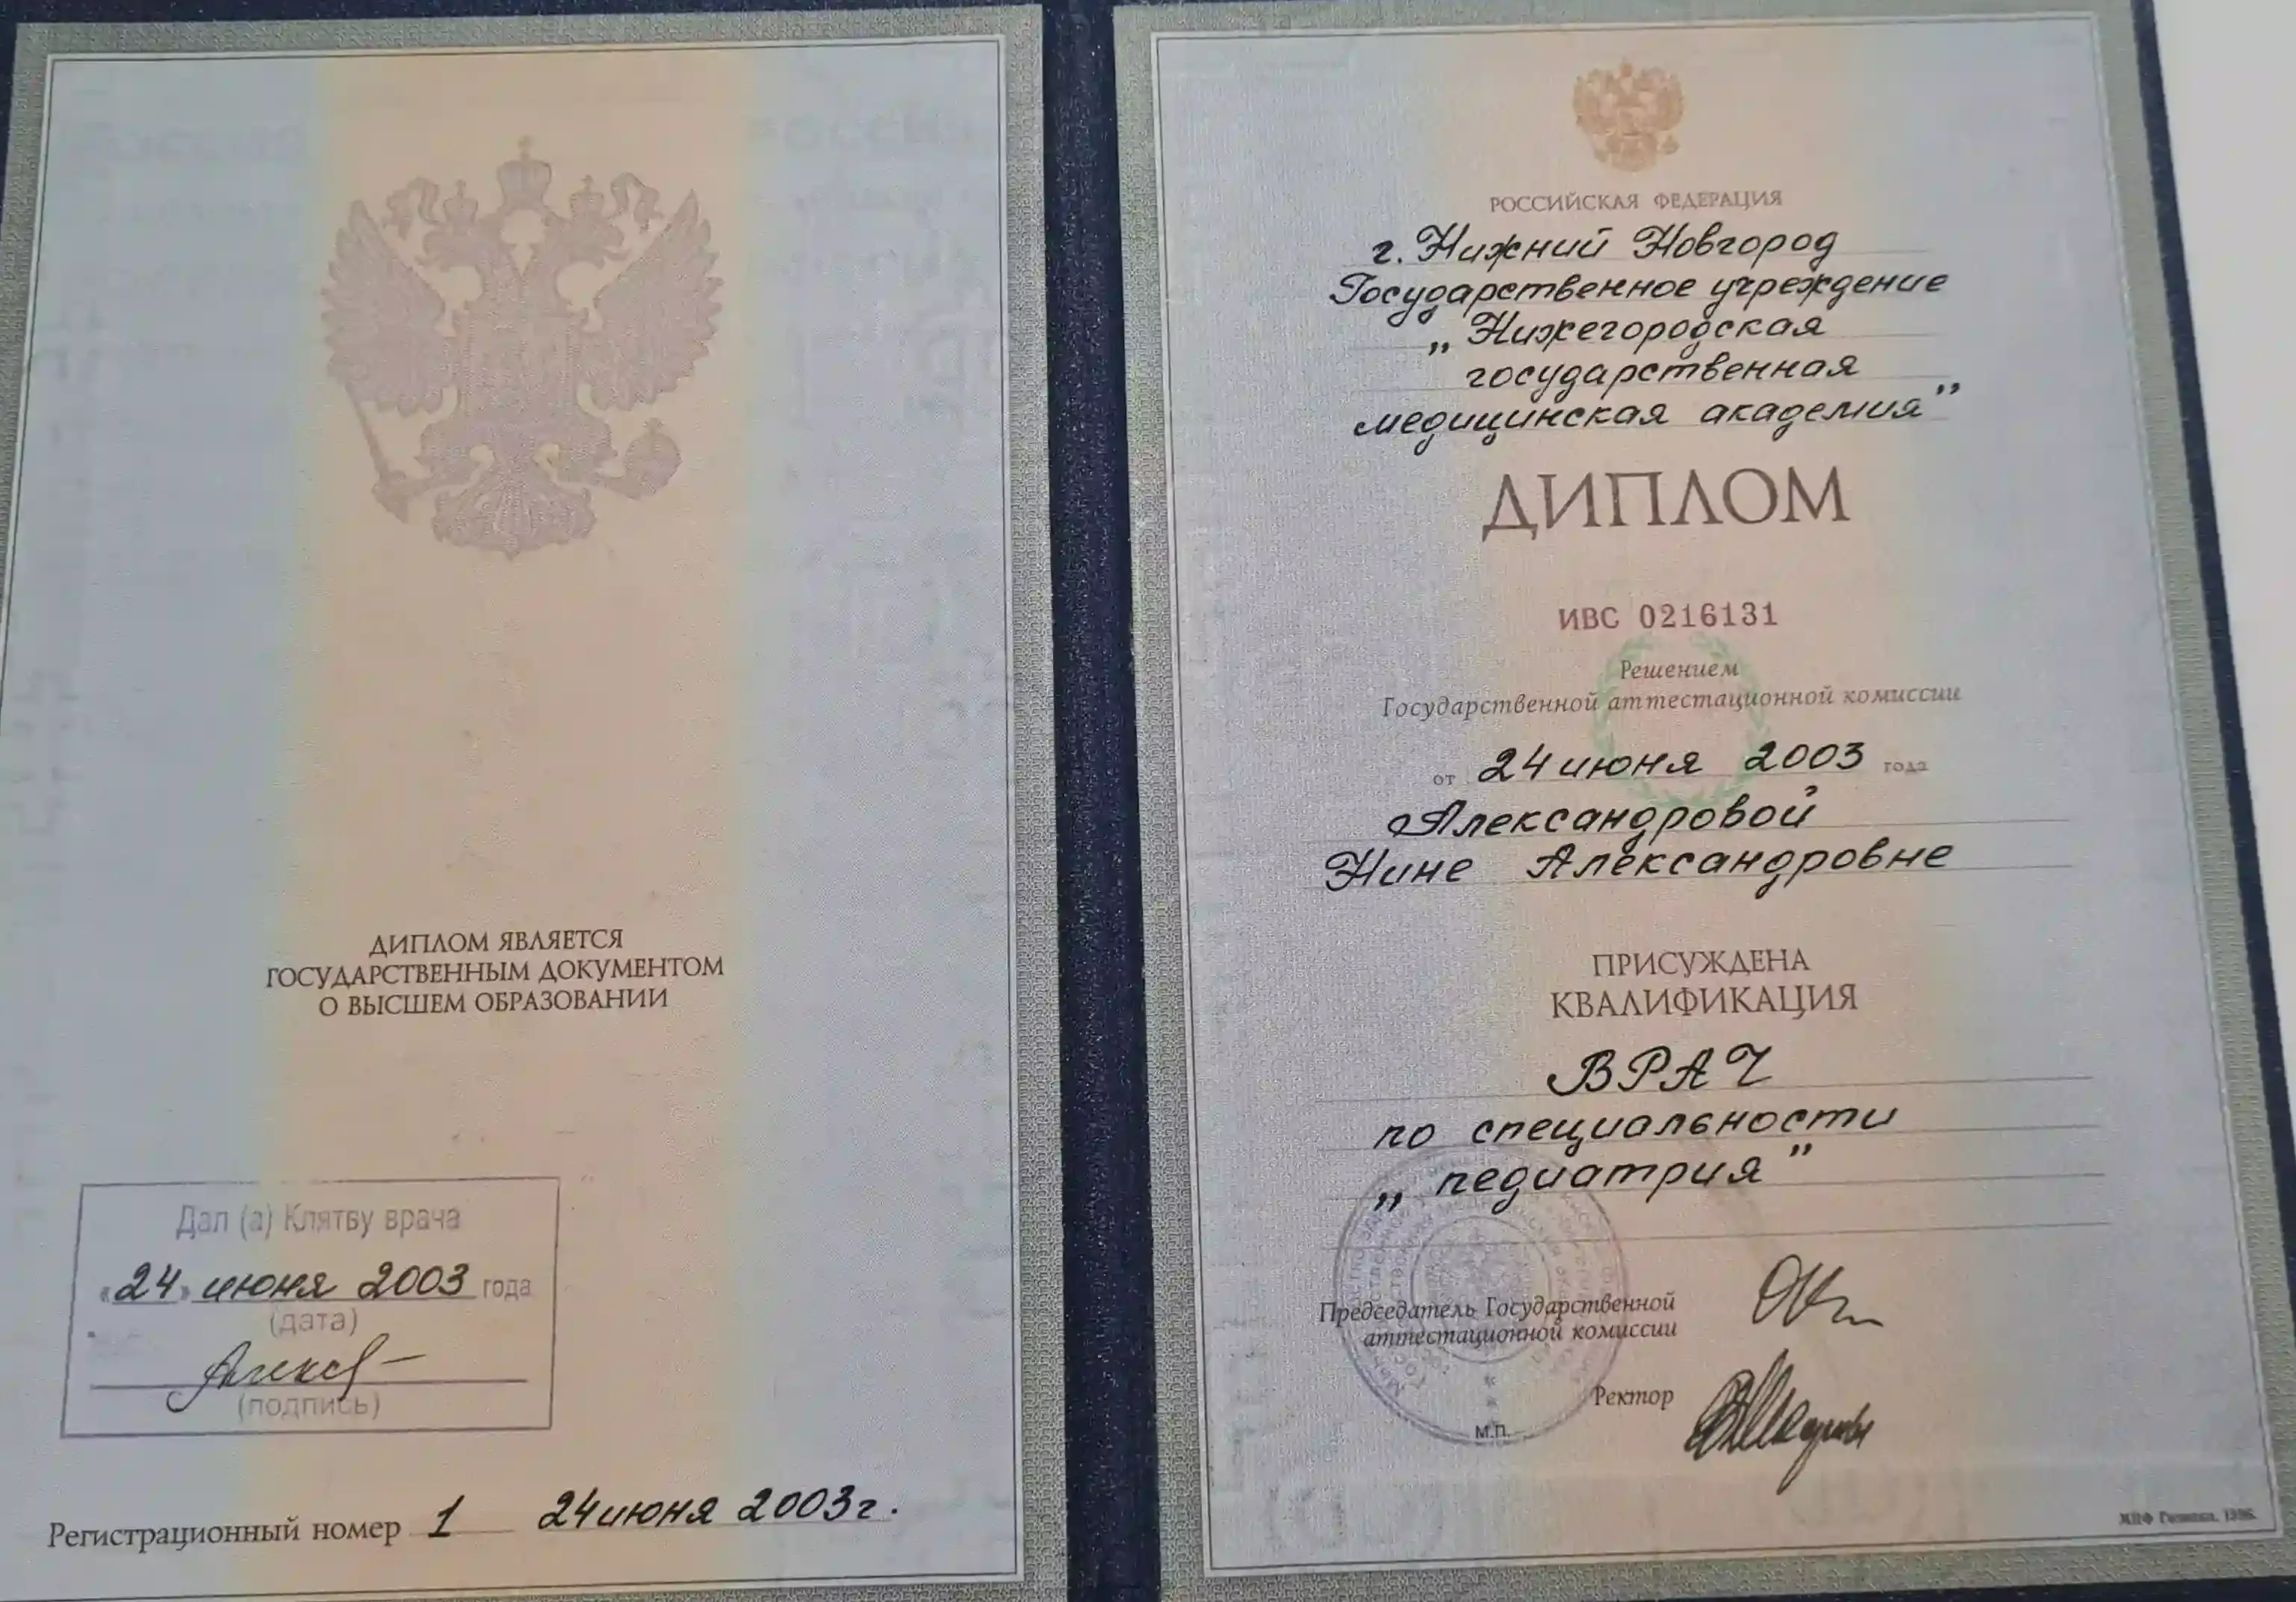 ДИПЛОМ ЯВЛЯЕТСЯ
ГОСУДАРСТВЕННЫМ ДОКУМЕНТОМ
О ВЫСШЕМ ОБРАЗОВАНИИ
Дал (а) Клятву врача
«24» июня 2003 года
(дата)
(подпись)
Регистрационный номер 1 24 июня 2003 г.
РОССИЙСКАЯ ФЕДЕРАЦИЯ
г. Нижний Новгород
Государственное учреждение
„Нижегородская
государственная
медицинская академия”
ДИПЛОМ
ИВС 0216131
Решением
Государственной аттестационной комиссии
от 24 июня 2003 года
Александровой
Нине Александровне
ПРИСУЖДЕНА
КВАЛИФИКАЦИЯ
ВРАЧ
по специальности
„педиатрия”
Председатель Государственной
аттестационной комиссии
Ректор
М.П.